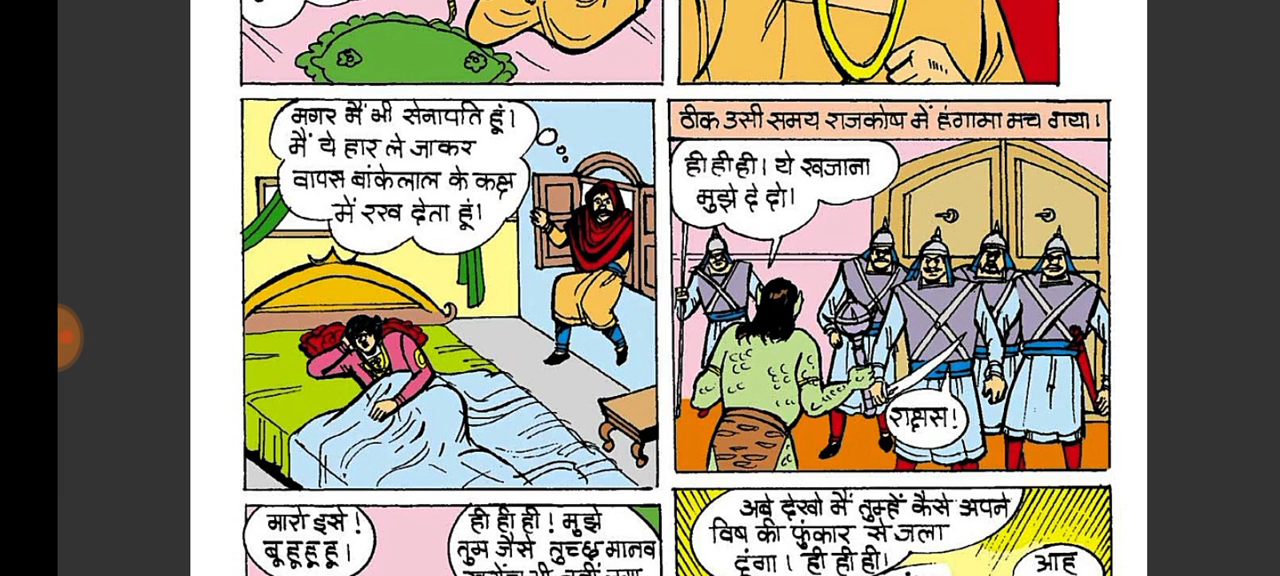 मगर मैं भी सेनापति हूं।
मैं ये हार ले जाकर
वापस बांकेलाल के कक्ष
में रख देता हूं।
ठीक उसी समय राजकोष में हंगामा मच गया।
ही ही ही। ये खजाना
मुझे दे दो।
राक्षस!
मारो इसे!
बू हू हू हू।
ही ही ही! मुझे
तुम जैसे तुच्छ मानव
अबे देखो मैं तुम्हें कैसे अपने
विष की फुंकार से जला
दूंगा। ही ही ही।
आह